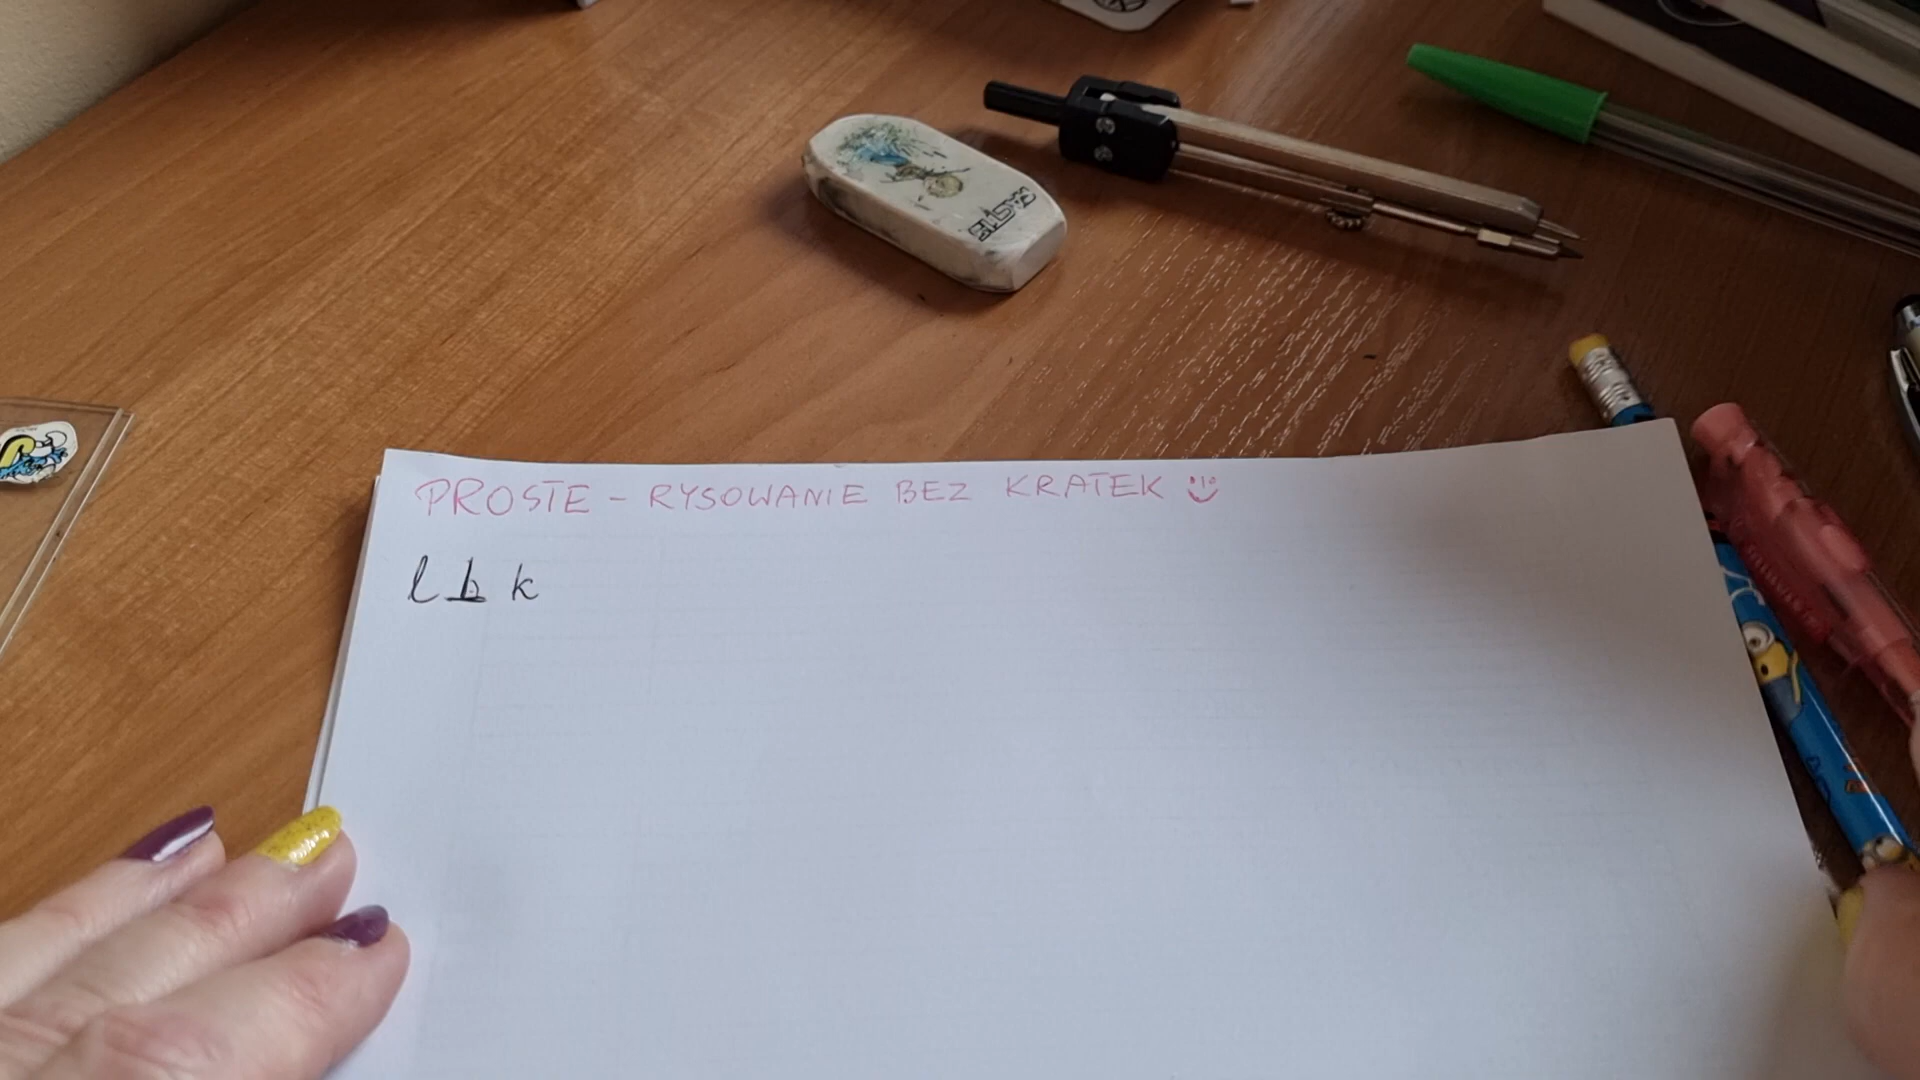 PROSTE - RYSOWANIE BEZ KRATEK
l ⊥ k